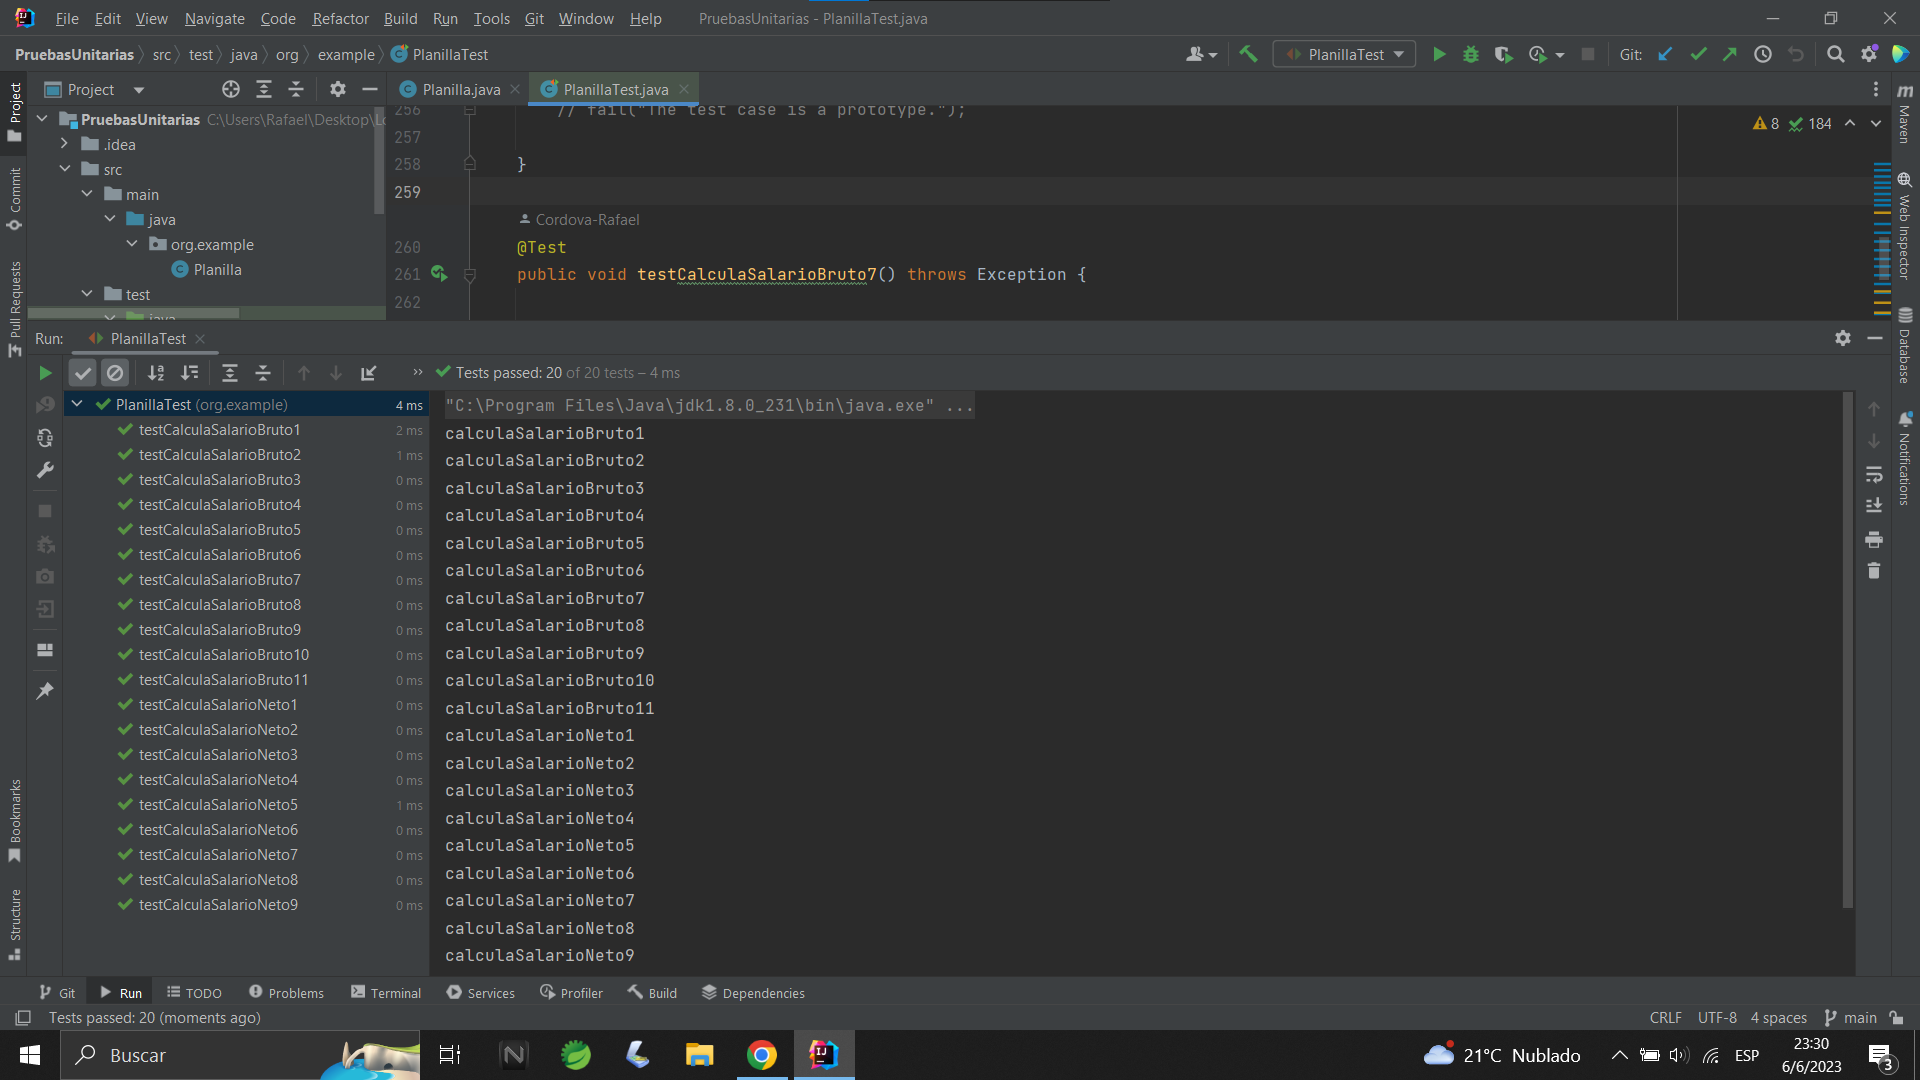 File Edit View Navigate Code Refactor Build Run Tools Git Window Help PruebasUnitarias - PlanillaTest.java
PruebasUnitarias src test java org example PlanillaTest PlanillaTest Git:
Project
Planilla.java PlanillaTest.java
PruebasUnitarias C:\Users\Rafael\Desktop\
.idea
src
main
java
org.example
Planilla
test
java
256 // fail("The test case is a prototype.");
257
258 }
259
Cordova-Rafael
260 @Test
261 public void testCalculaSalarioBruto7() throws Exception {
262
8 184
Project
Commit
Pull Requests
Bookmarks
Structure
Maven
Web Inspector
Database
Notifications
Run: PlanillaTest
Tests passed: 20 of 20 tests – 4 ms
PlanillaTest (org.example) 4 ms
testCalculaSalarioBruto1 2 ms
testCalculaSalarioBruto2 1 ms
testCalculaSalarioBruto3 0 ms
testCalculaSalarioBruto4 0 ms
testCalculaSalarioBruto5 0 ms
testCalculaSalarioBruto6 0 ms
testCalculaSalarioBruto7 0 ms
testCalculaSalarioBruto8 0 ms
testCalculaSalarioBruto9 0 ms
testCalculaSalarioBruto10 0 ms
testCalculaSalarioBruto11 0 ms
testCalculaSalarioNeto1 0 ms
testCalculaSalarioNeto2 0 ms
testCalculaSalarioNeto3 0 ms
testCalculaSalarioNeto4 0 ms
testCalculaSalarioNeto5 1 ms
testCalculaSalarioNeto6 0 ms
testCalculaSalarioNeto7 0 ms
testCalculaSalarioNeto8 0 ms
testCalculaSalarioNeto9 0 ms
"C:\Program Files\Java\jdk1.8.0_231\bin\java.exe" ...
calculaSalarioBruto1
calculaSalarioBruto2
calculaSalarioBruto3
calculaSalarioBruto4
calculaSalarioBruto5
calculaSalarioBruto6
calculaSalarioBruto7
calculaSalarioBruto8
calculaSalarioBruto9
calculaSalarioBruto10
calculaSalarioBruto11
calculaSalarioNeto1
calculaSalarioNeto2
calculaSalarioNeto3
calculaSalarioNeto4
calculaSalarioNeto5
calculaSalarioNeto6
calculaSalarioNeto7
calculaSalarioNeto8
calculaSalarioNeto9
Git Run TODO Problems Terminal Services Profiler Build Dependencies
Tests passed: 20 (moments ago) CRLF UTF-8 4 spaces main
Buscar 21°C Nublado ESP 23:30
6/6/2023 3